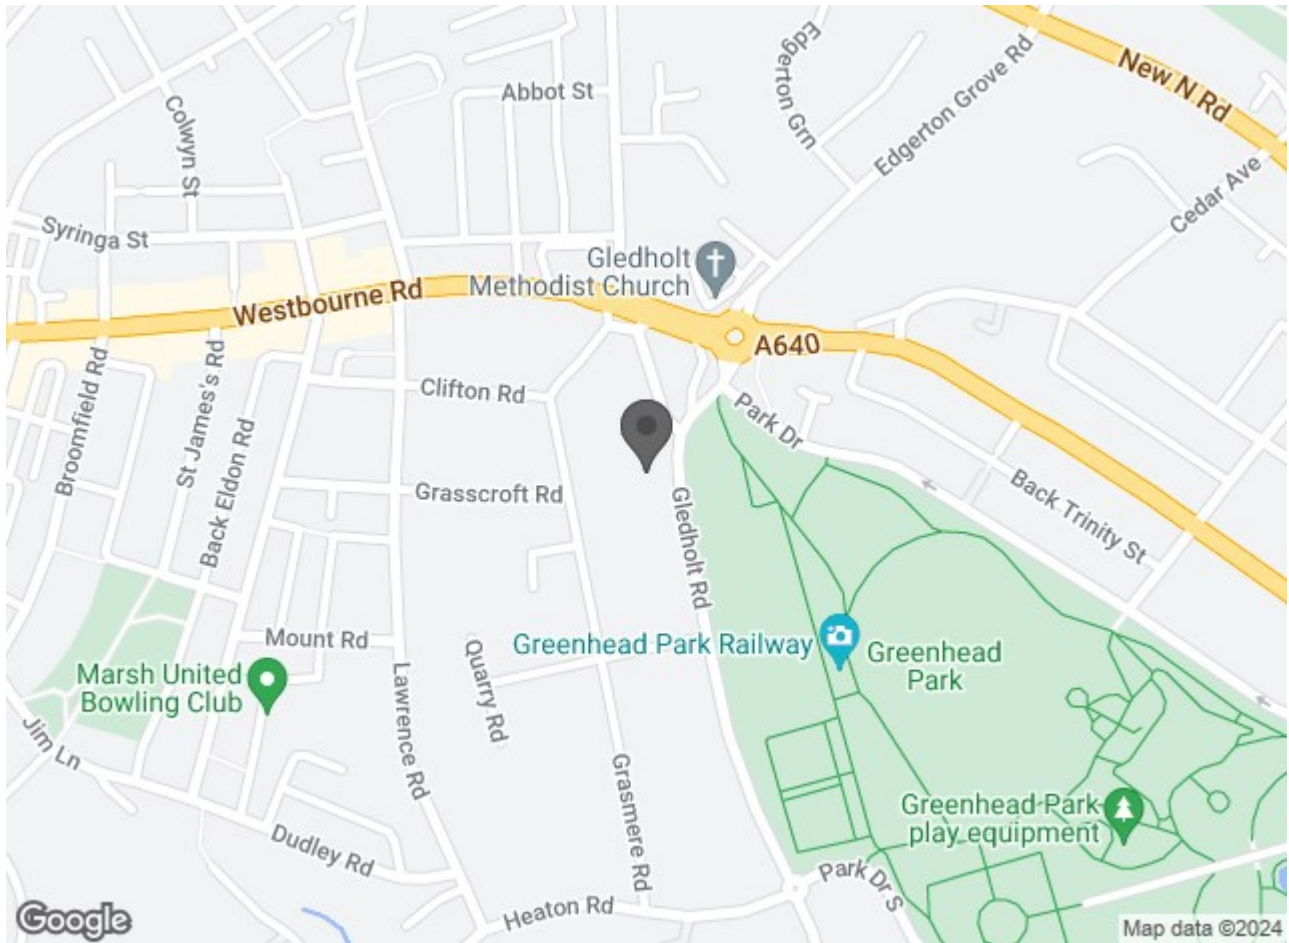 Edgerton Grn
Edgerton Grove Rd
New N Rd
Abbot St
Colwyn St
Cedar Ave
Syringa St
Gledholt
Methodist Church
Westbourne Rd
A640
Broomfield Rd
St James's Rd
Clifton Rd
Park Dr
Back Eldon Rd
Grasscroft Rd
Gledholt Rd
Back Trinity St
Mount Rd
Quarry Rd
Greenhead Park Railway
Greenhead
Park
Marsh United
Bowling Club
Lawrence Rd
Jim Ln
Grasmere Rd
Greenhead Park
play equipment
Dudley Rd
Park Dr S
Heaton Rd
Google
Map data ©2024